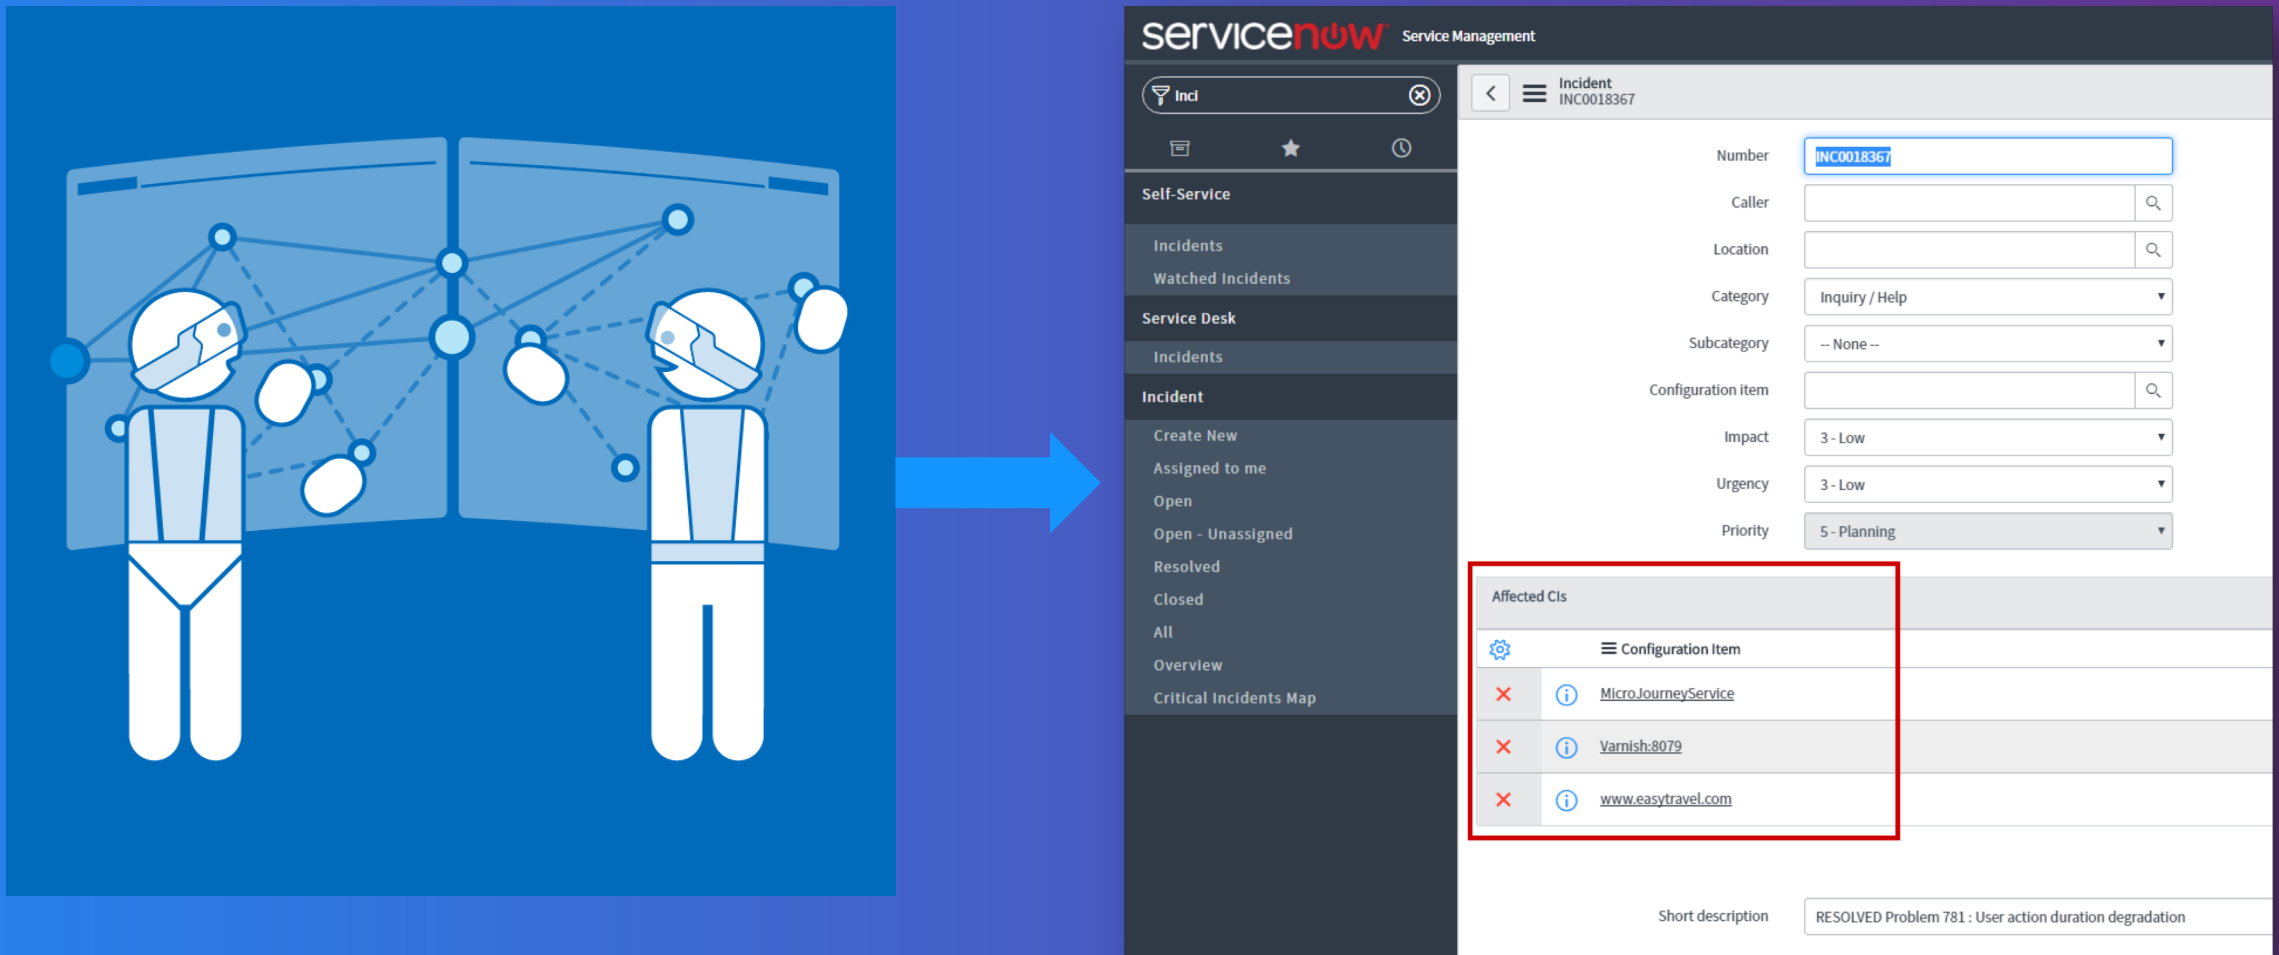 servicenow Service Management
Inci
Self-Service
Incidents
Watched Incidents
Service Desk
Incidents
Incident
Create New
Assigned to me
Open
Open - Unassigned
Resolved
Closed
All
Overview
Critical Incidents Map
Incident
INC0018367
Number INC0018367
Caller
Location
Category Inquiry / Help
Subcategory -- None --
Configuration item
Impact 3 - Low
Urgency 3 - Low
Priority 5 - Planning
Affected CIs
Configuration Item
MicroJourneyService
Varnish:8079
www.easytravel.com
Short description RESOLVED Problem 781 : User action duration degradation